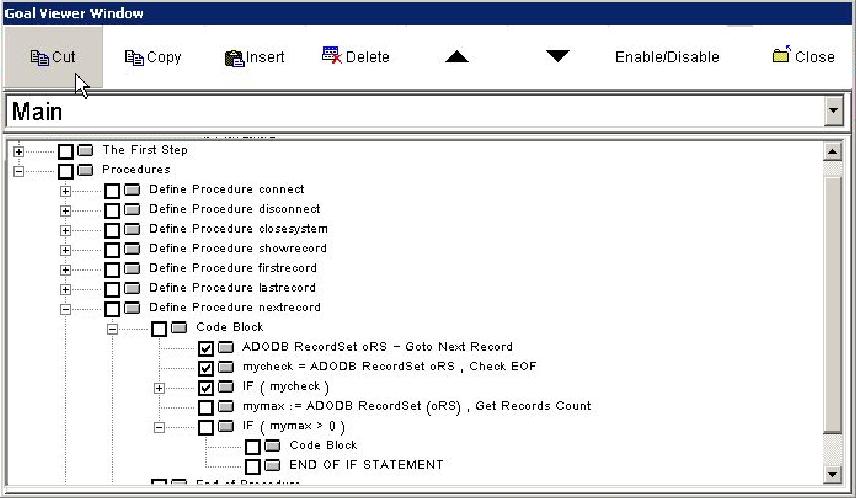 Goal Viewer Window
Cut Copy Insert Delete Enable/Disable Close
Main
The First Step
Procedures
Define Procedure connect
Define Procedure disconnect
Define Procedure closesystem
Define Procedure showrecord
Define Procedure firstrecord
Define Procedure lastrecord
Define Procedure nextrecord
Code Block
ADODB RecordSet oRS - Goto Next Record
mycheck = ADODB RecordSet oRS , Check EOF
IF ( mycheck )
mymax := ADODB RecordSet (oRS) , Get Records Count
IF ( mymax > 0 )
Code Block
END OF IF STATEMENT
End of Procedure